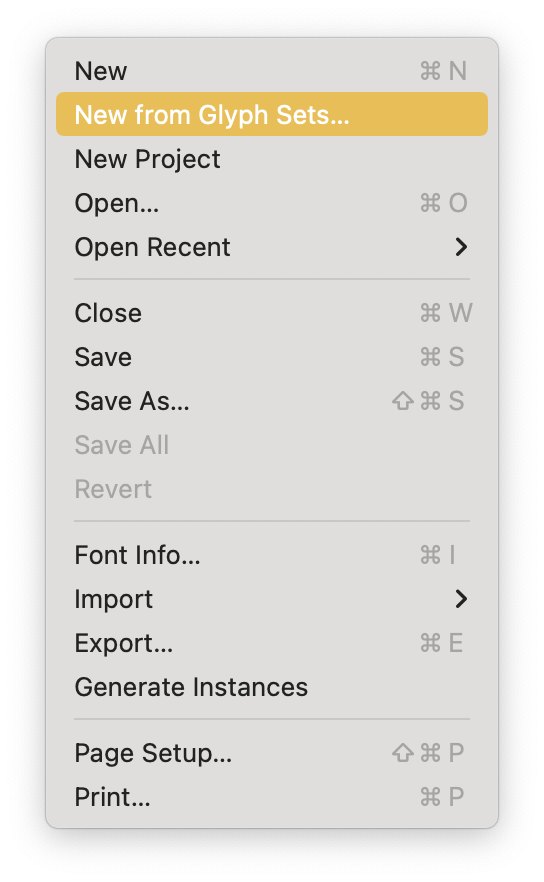 New ⌘ N
New from Glyph Sets...
New Project
Open... ⌘ O
Open Recent
Close ⌘ W
Save ⌘ S
Save As... ⇧⌘ S
Save All
Revert
Font Info... ⌘ I
Import
Export... ⌘ E
Generate Instances
Page Setup... ⇧⌘ P
Print... ⌘ P